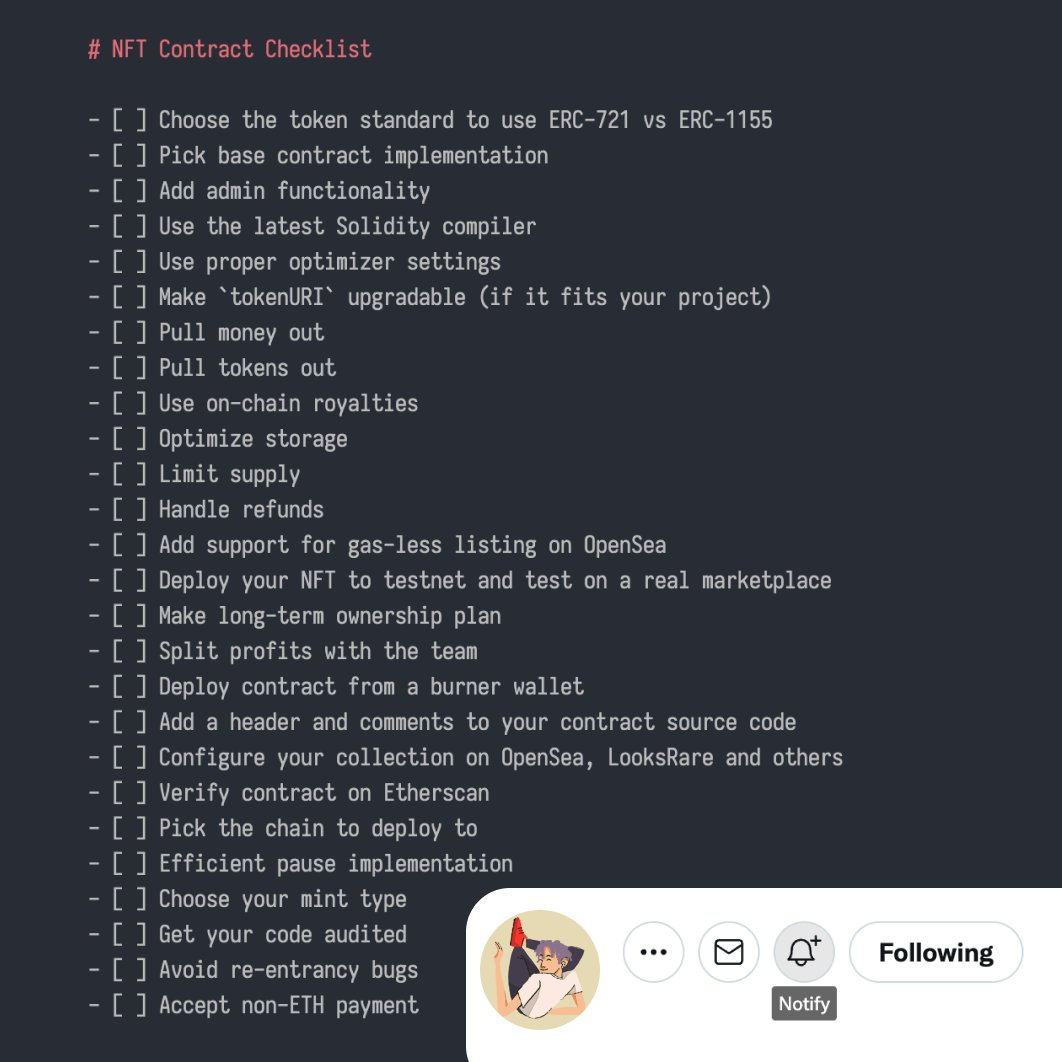 # NFT Contract Checklist
- [ ] Choose the token standard to use ERC-721 vs ERC-1155
- [ ] Pick base contract implementation
- [ ] Add admin functionality
- [ ] Use the latest Solidity compiler
- [ ] Use proper optimizer settings
- [ ] Make `tokenURI` upgradable (if it fits your project)
- [ ] Pull money out
- [ ] Pull tokens out
- [ ] Use on-chain royalties
- [ ] Optimize storage
- [ ] Limit supply
- [ ] Handle refunds
- [ ] Add support for gas-less listing on OpenSea
- [ ] Deploy your NFT to testnet and test on a real marketplace
- [ ] Make long-term ownership plan
- [ ] Split profits with the team
- [ ] Deploy contract from a burner wallet
- [ ] Add a header and comments to your contract source code
- [ ] Configure your collection on OpenSea, LooksRare and others
- [ ] Verify contract on Etherscan
- [ ] Pick the chain to deploy to
- [ ] Efficient pause implementation
- [ ] Choose your mint type
- [ ] Get your code audited
- [ ] Avoid re-entrancy bugs
- [ ] Accept non-ETH payment
Following
Notify